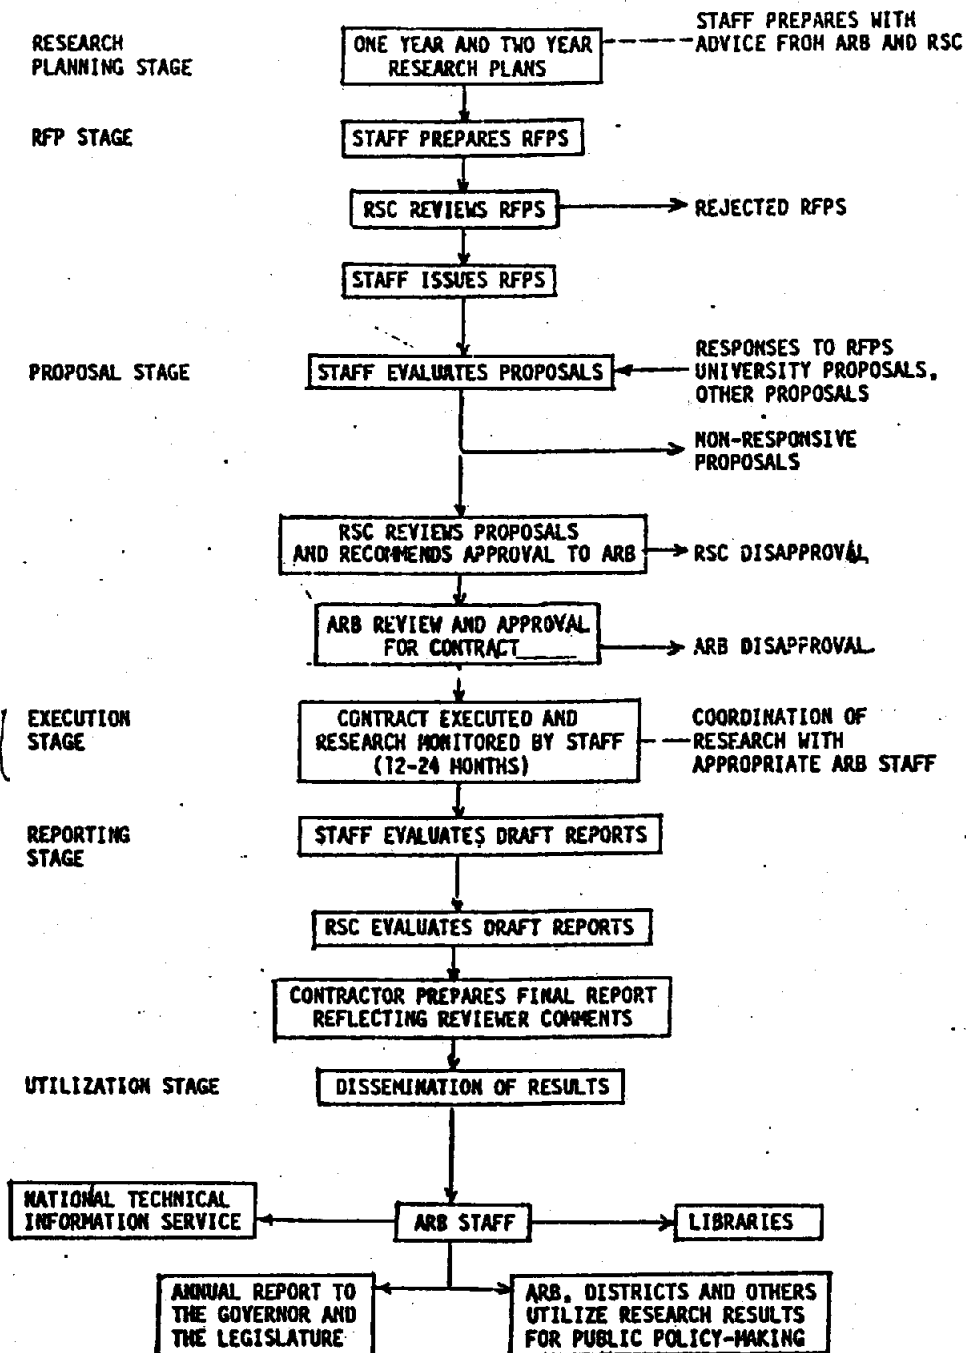 RESEARCH
PLANNING STAGE
ONE YEAR AND TWO YEAR
RESEARCH PLANS
STAFF PREPARES WITH
ADVICE FROM ARB AND RSC
RFP STAGE
STAFF PREPARES RFPS
RSC REVIEWS RFPS
REJECTED RFPS
STAFF ISSUES RFPS
PROPOSAL STAGE
STAFF EVALUATES PROPOSALS
RESPONSES TO RFPS
UNIVERSITY PROPOSALS,
OTHER PROPOSALS
NON-RESPONSIVE
PROPOSALS
RSC REVIEWS PROPOSALS
AND RECOMMENDS APPROVAL TO ARB
RSC DISAPPROVAL
ARB REVIEW AND APPROVAL
FOR CONTRACT
ARB DISAPPROVAL
EXECUTION
STAGE
CONTRACT EXECUTED AND
RESEARCH MONITORED BY STAFF
(12-24 MONTHS)
COORDINATION OF
RESEARCH WITH
APPROPRIATE ARB STAFF
REPORTING
STAGE
STAFF EVALUATES DRAFT REPORTS
RSC EVALUATES DRAFT REPORTS
CONTRACTOR PREPARES FINAL REPORT
REFLECTING REVIEWER COMMENTS
UTILIZATION STAGE
DISSEMINATION OF RESULTS
NATIONAL TECHNICAL
INFORMATION SERVICE
ARB STAFF
LIBRARIES
ANNUAL REPORT TO
THE GOVERNOR AND
THE LEGISLATURE
ARB, DISTRICTS AND OTHERS
UTILIZE RESEARCH RESULTS
FOR PUBLIC POLICY-MAKING